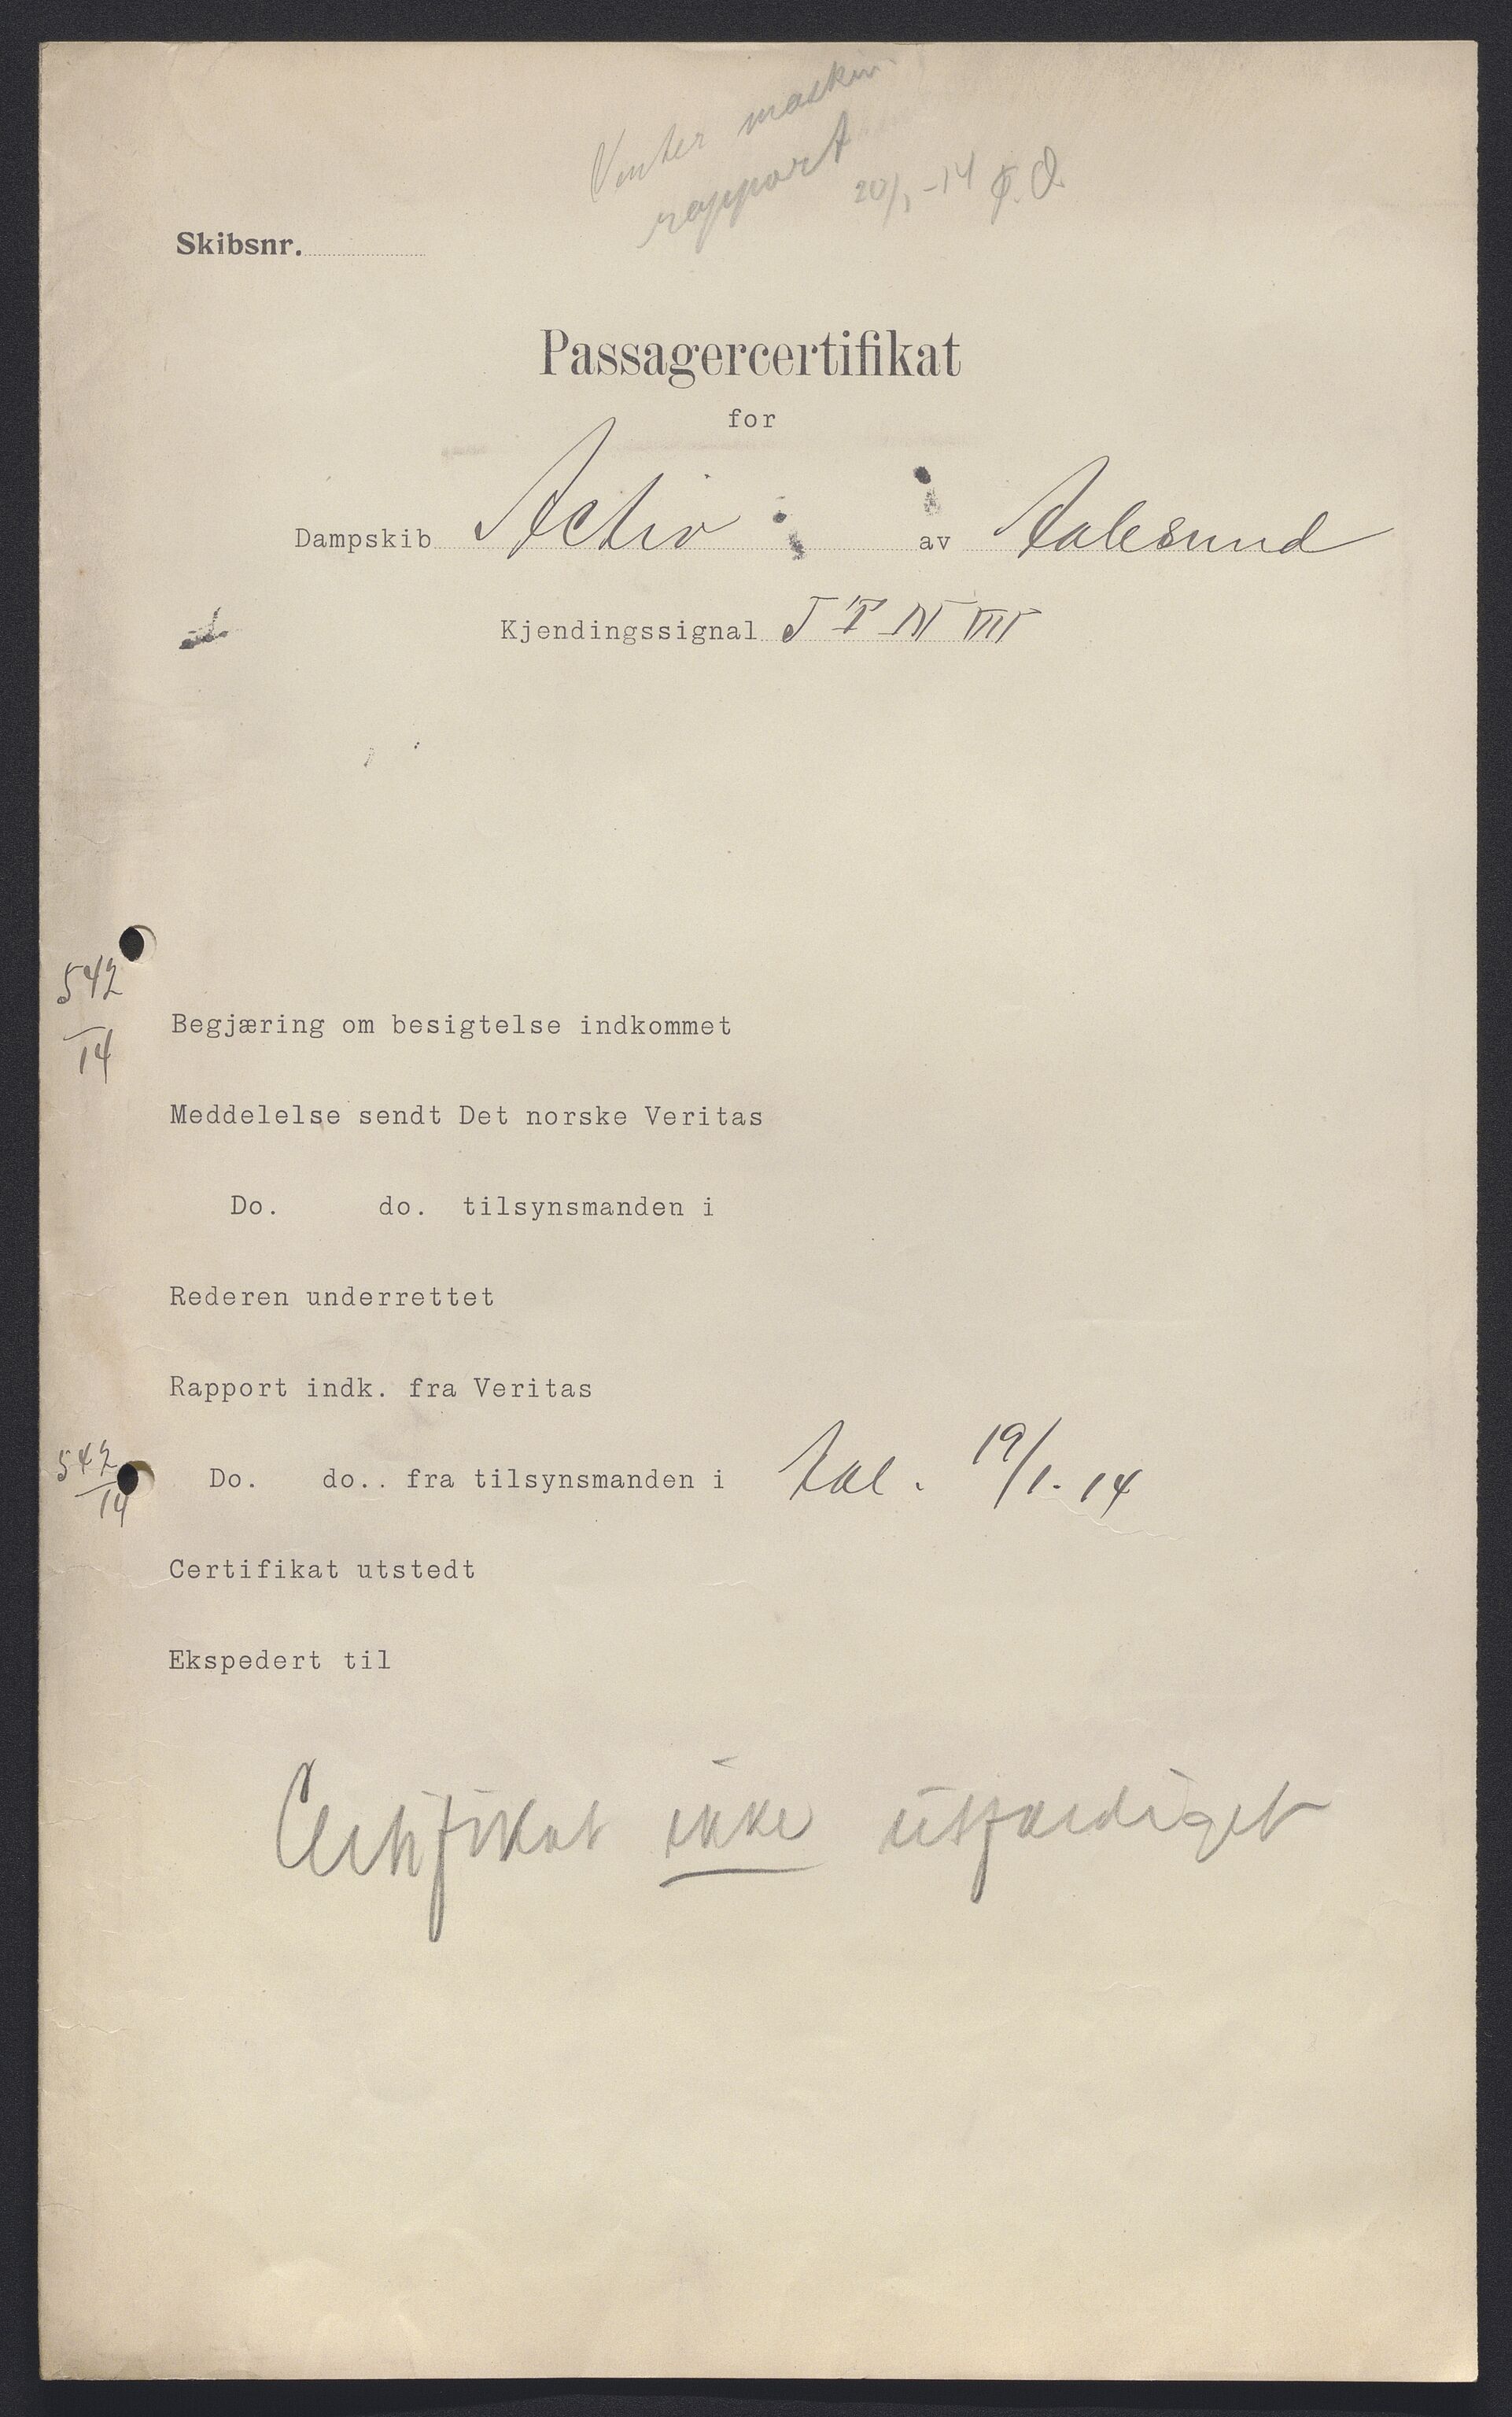 Venter maskin
rapport 20/1 -14
Skibsnr.
Passagercertifikat
for
Dampskib Activ av Aalesund
Kjendingssignal
542
14
Begjæring om besigtelse indkommet
Meddelelse sendt Det norske Veritas
Do. do. tilsynsmanden i
Rederen underrettet
Rapport indk. fra Veritas
542
14
Do. do.. fra tilsynsmanden i Aal. 19/1. 14
Certifikat utstedt
Ekspedert til
Certifikat ikke utfærdiget